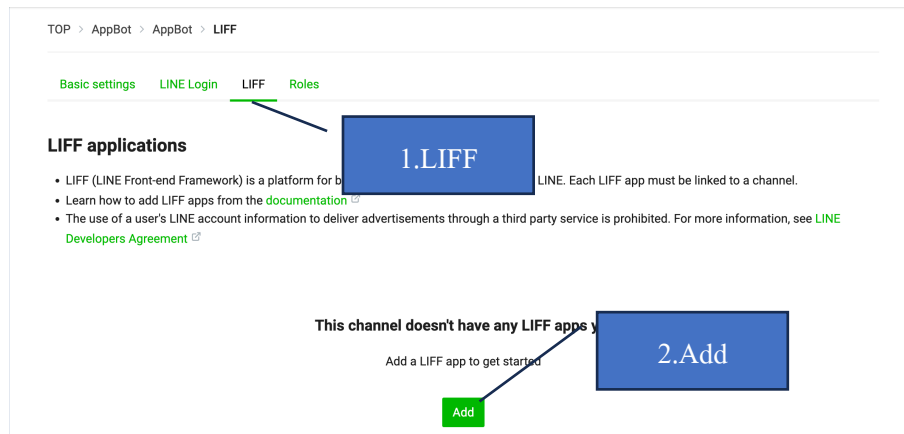 TOP > AppBot > AppBot > LIFF
Basic settings LINE Login LIFF Roles
LIFF applications
1.LIFF
• LIFF (LINE Front-end Framework) is a platform for b LINE. Each LIFF app must be linked to a channel.
• Learn how to add LIFF apps from the documentation
• The use of a user's LINE account information to deliver advertisements through a third party service is prohibited. For more information, see LINE
Developers Agreement
This channel doesn't have any LIFF apps y
2.Add
Add a LIFF app to get started
Add